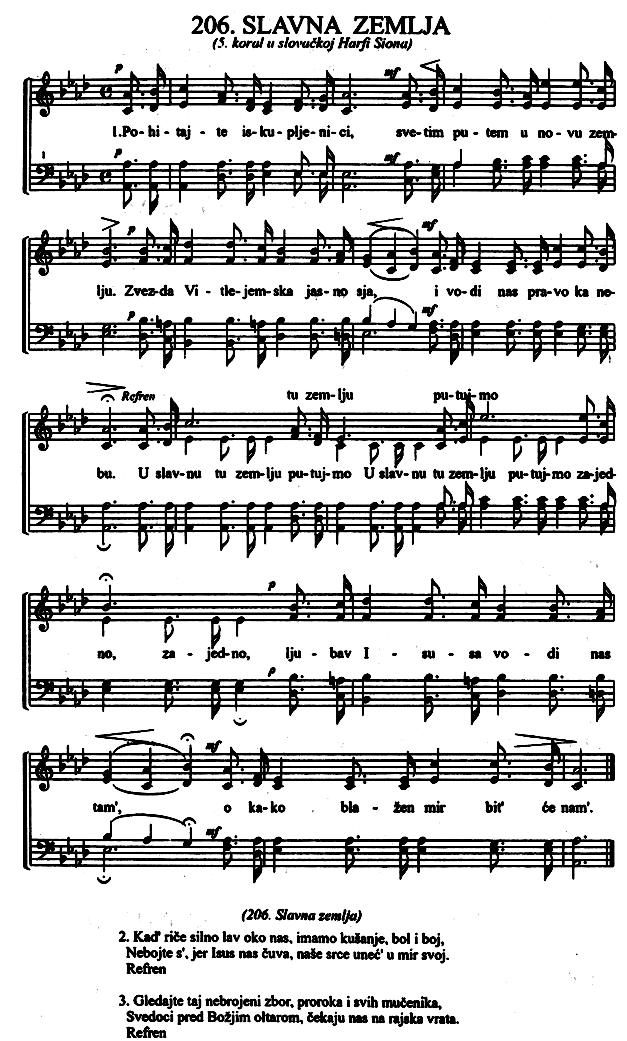 206. SLAVNA ZEMLJA
(5. koral u slovačkoj Harfi Siona)
p mf
1.Po-hi-taj-te is-ku-plje-ni-ci, sve-tim pu-tem u no-vu zem-
p mf
p mf
lju. Zvez-da Vi-tle-jem-ska jas-no sja, i vo-di nas pra-vo ka ne-
p mf
Refren tu zem-lju pu-tuj-mo
bu. U slav-nu tu zem-lju pu-tuj-mo U slav-nu tu zem-lju pu-tuj-mo za-jed-
p
no, za-jed-no, lju-bav I-su-sa vo-di nas
p
mf
tam', o ka-ko bla-žen mir bit' će nam'.
mf
(206. Slavna zemlja)
2. Kad' riče silno lav oko nas, imamo kušanje, bol i boj,
Nebojte s', jer Isus nas čuva, naše srce uneć' u mir svoj.
Refren
3. Gledajte taj nebrojeni zbor, proroka i svih mučenika,
Svedoci pred Božjim oltarom, čekaju nas na rajska vrata.
Refren